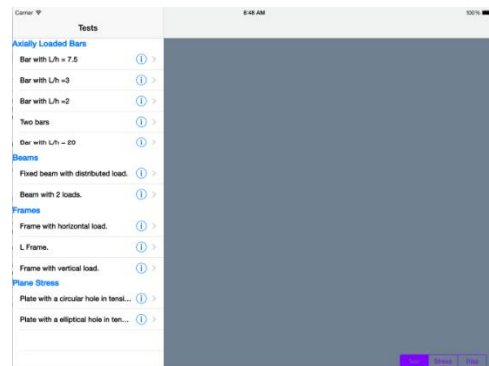 Carrier 8:48 AM 100%
Tests
Axially Loaded Bars
Bar with L/h = 7.5
Bar with L/h =3
Bar with L/h =2
Two bars
Bar with L/h = 20
Beams
Fixed beam with distributed load.
Beam with 2 loads.
Frames
Frame with horizontal load.
L Frame.
Frame with vertical load.
Plane Stress
Plate with a circular hole in tensi...
Plate with a elliptical hole in ten...
Stress